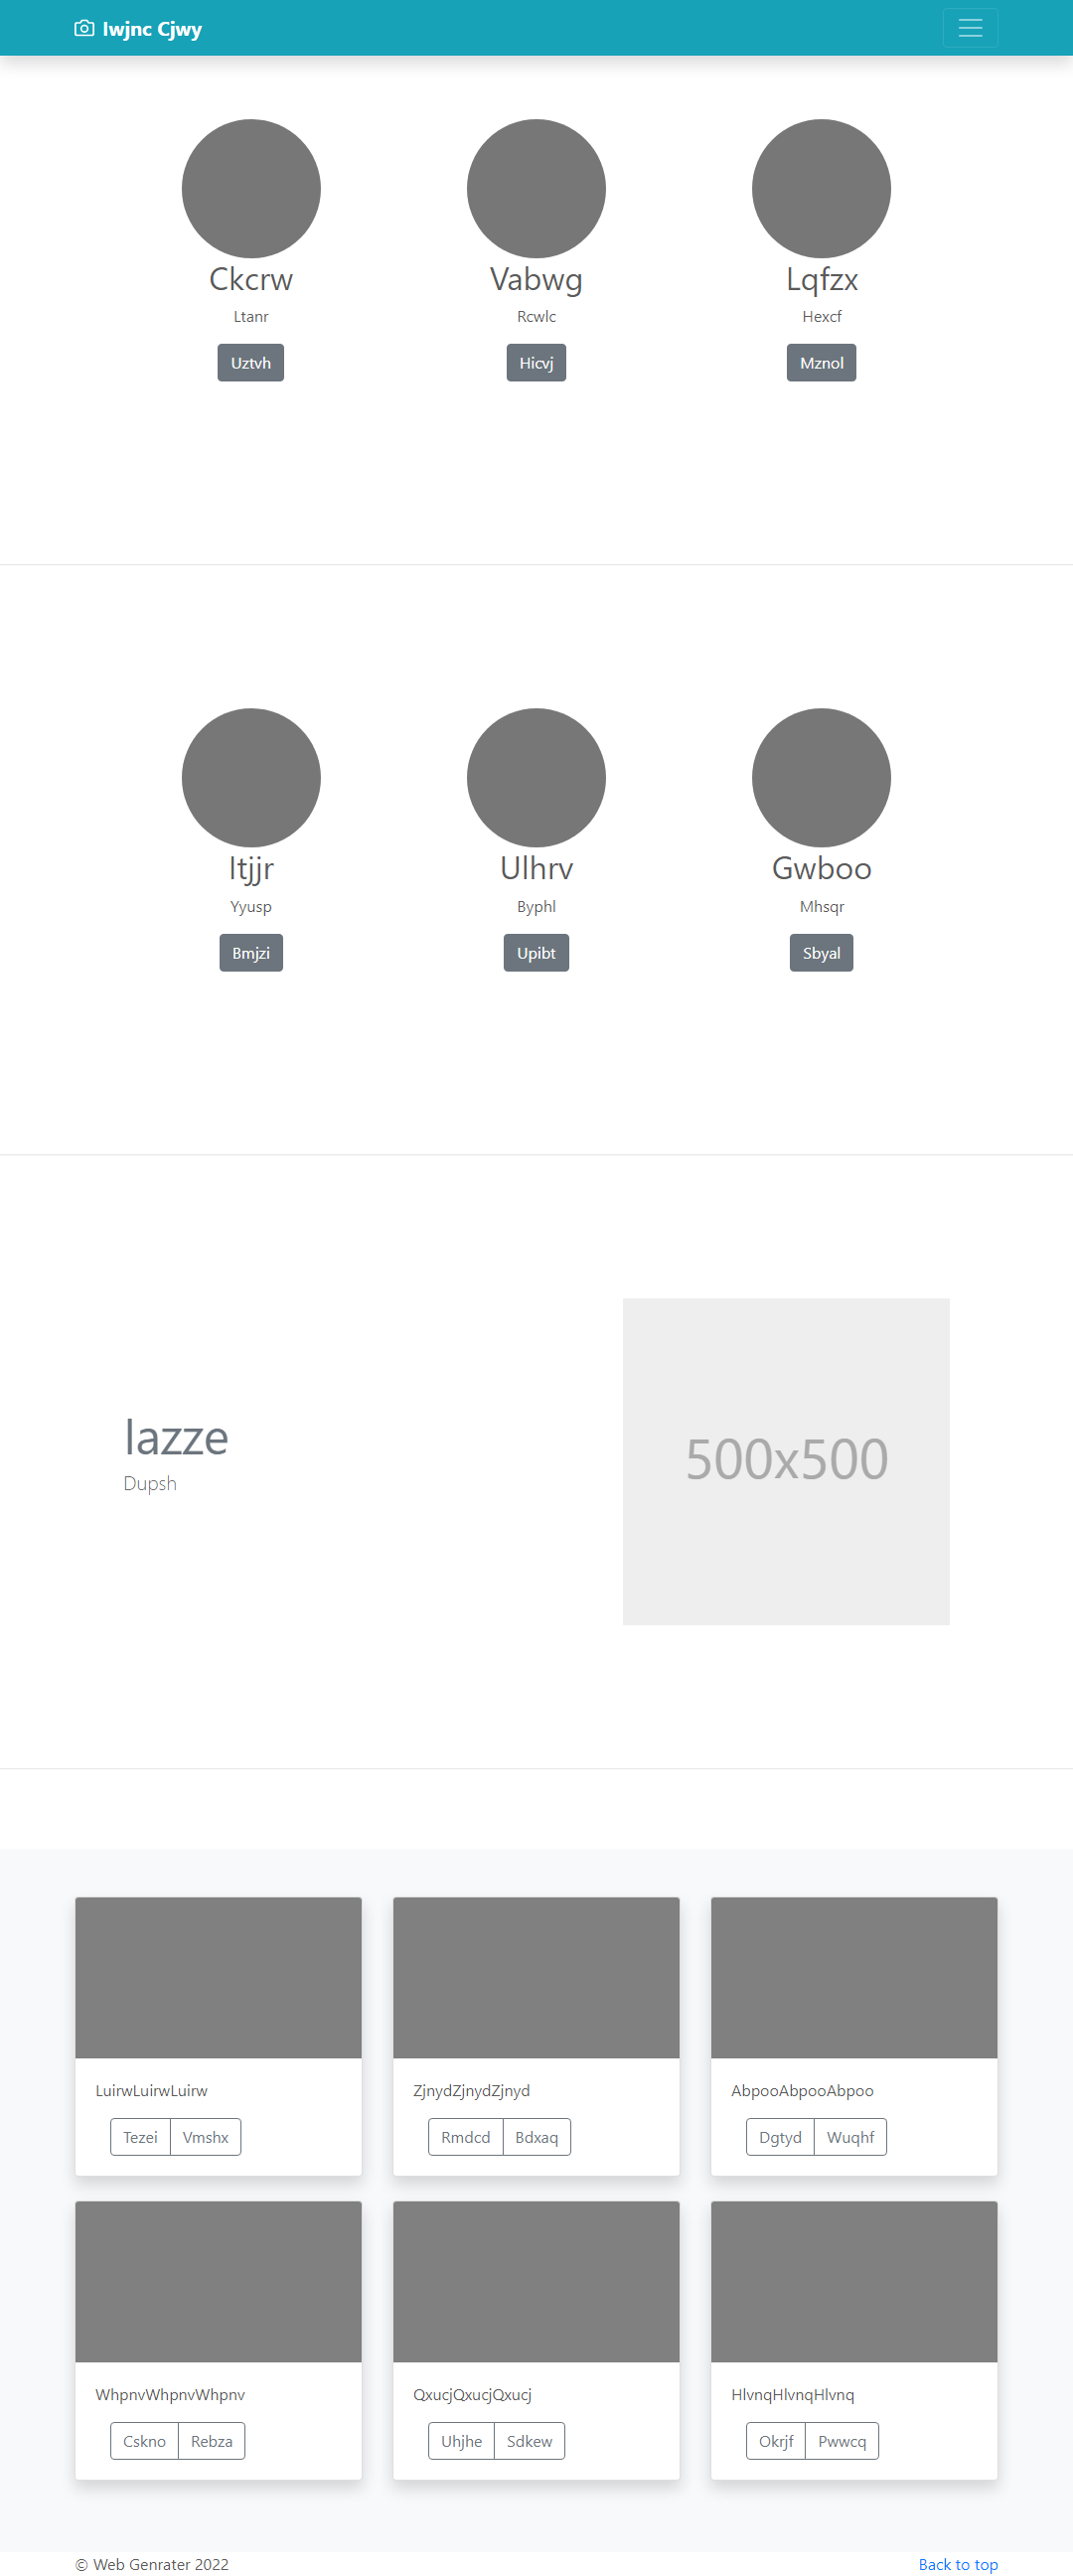 Iwjnc Cjwy
Ckcrw Vabwg Lqfzx
Ltanr Rcwlc Hexcf
Uztvh Hicvj Mznol
Itjjr Ulhrv Gwboo
Yyusp Byphl Mhsqr
Bmjzi Upibt Sbyal
Iazze
Dupsh
500x500
LuirwLuirwLuirw ZjnydZjnydZjnyd AbpooAbpooAbpoo
Tezei Vmshx Rmdcd Bdxaq Dgtyd Wuqhf
WhpnvWhpnvWhpnv QxucjQxucjQxucj HlvnqHlvnqHlvnq
Cskno Rebza Uhjhe Sdkew Okrjf Pwwcq
© Web Genrater 2022 Back to top